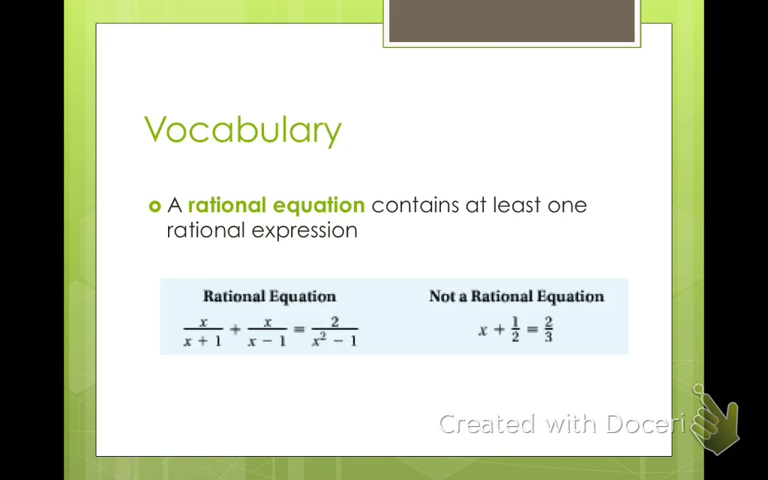 Vocabulary
A rational equation contains at least one
rational expression
Rational Equation
x/(x + 1) + x/(x − 1) = 2/(x² − 1)
Not a Rational Equation
x + 1/2 = 2/3
Created with Doceri